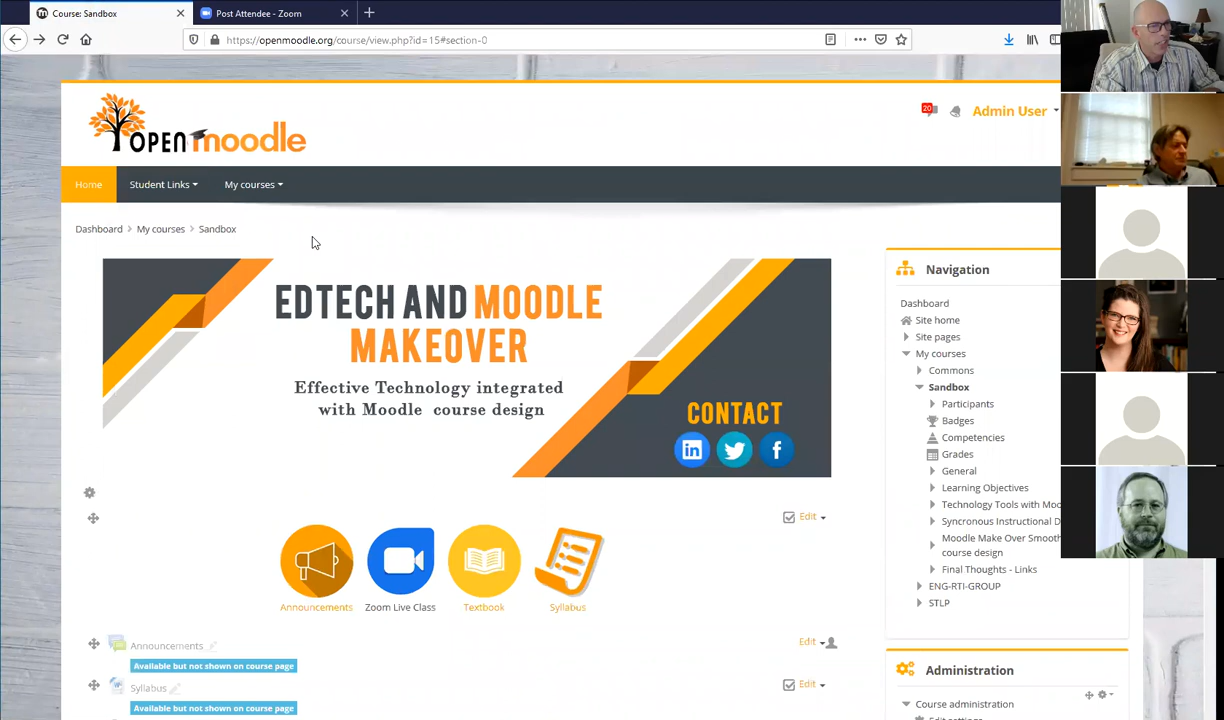 Course: Sandbox
Post Attendee - Zoom
https://openmoodle.org/course/view.php?id=15#section-0
OPEN moodle
20
Admin User
Home
Student Links
My courses
Dashboard
My courses
Sandbox
EDTECH AND MOODLE
MAKEOVER
Effective Technology integrated
with Moodle course design
CONTACT
Edit
Announcements
Zoom Live Class
Textbook
Syllabus
Announcements
Edit
Available but not shown on course page
Syllabus
Edit
Available but not shown on course page
Navigation
Dashboard
Site home
Site pages
My courses
Commons
Sandbox
Participants
Badges
Competencies
Grades
General
Learning Objectives
Technology Tools with Moo
Syncronous Instructional D
Moodle Make Over Smooth
course design
Final Thoughts - Links
ENG-RTI-GROUP
STLP
Administration
Course administration